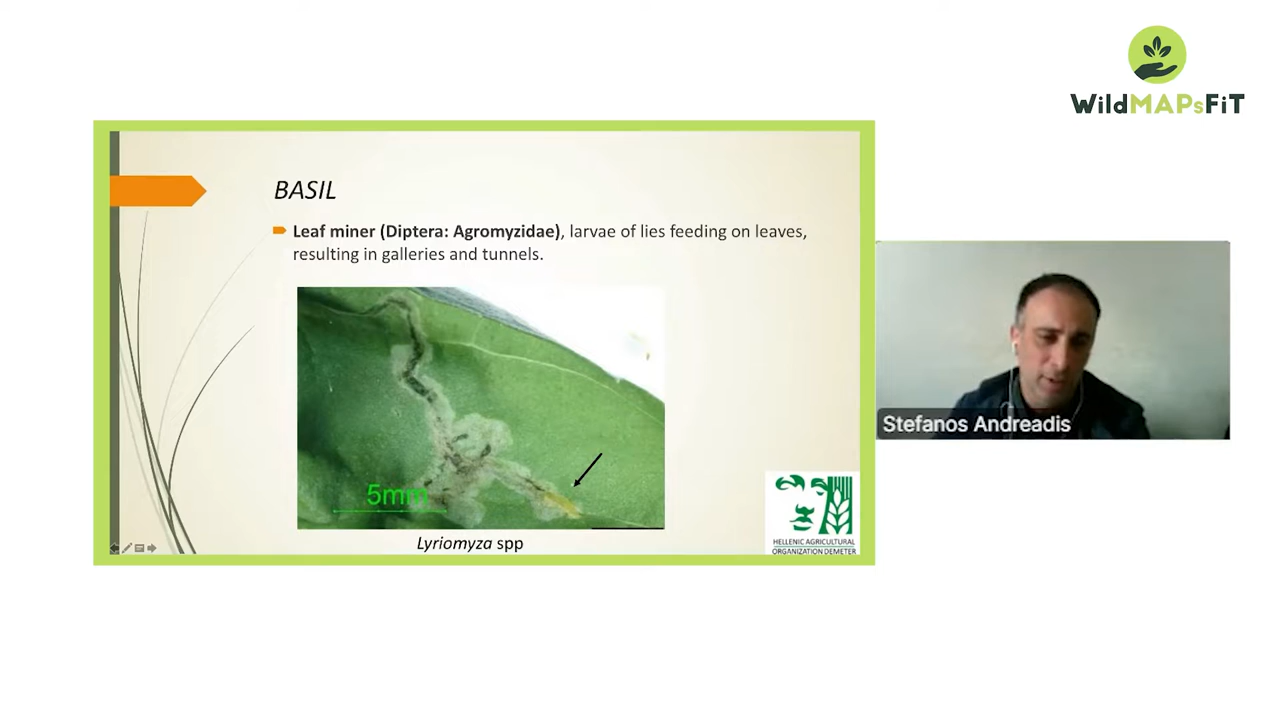 WildMAPsFiT
BASIL
Leaf miner (Diptera: Agromyzidae), larvae of lies feeding on leaves,
resulting in galleries and tunnels.
5mm
Lyriomyza spp
HELLENIC AGRICULTURAL
ORGANIZATION DEMETER
Stefanos Andreadis